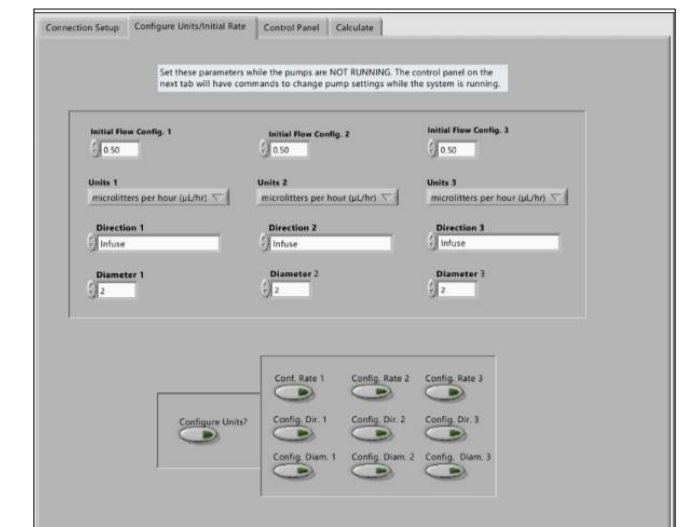 Connection Setup Configure Units/Initial Rate Control Panel Calculate
Set these parameters while the pumps are NOT RUNNING. The control panel on the
next tab will have commands to change pump settings while the system is running.
Initial Flow Config. 1 Initial Flow Config. 2 Initial Flow Config. 3
0.50 0.50 0.50
Units 1 Units 2 Units 3
microlitters per hour (µL/hr) microlitters per hour (µL/hr) microlitters per hour (µL/hr)
Direction 1 Direction 2 Direction 3
Infuse Infuse Infuse
Diameter 1 Diameter 2 Diameter 3
2 2 2
Conf. Rate 1 Config. Rate 2 Config. Rate 3
Configure Units? Config. Dir. 1 Config. Dir. 2 Config. Dir. 3
Config. Diam. 1 Config. Diam. 2 Config. Diam. 3